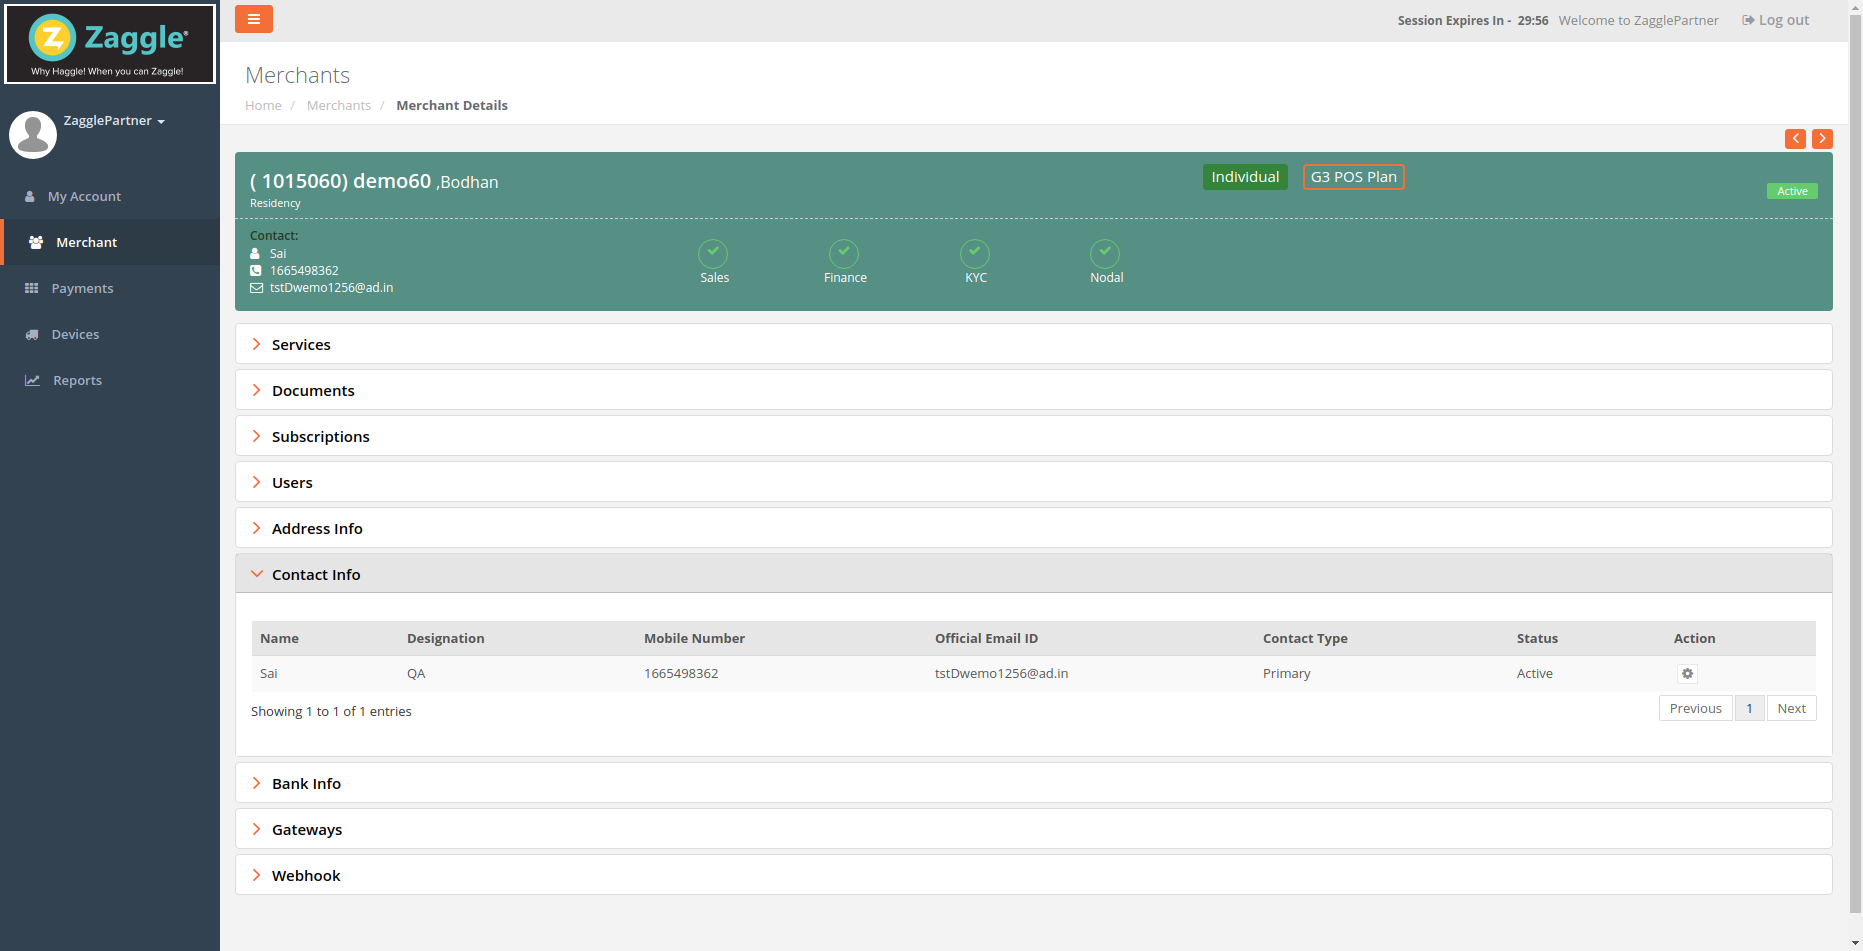 Zaggle®
Why Haggle! When you can Zaggle!
Session Expires In - 29:56 Welcome to ZagglePartner Log out
ZagglePartner
My Account
Merchant
Payments
Devices
Reports
Merchants
Home / Merchants / Merchant Details
( 1015060) demo60 ,Bodhan
Individual G3 POS Plan
Active
Residency
Contact:
Sai
1665498362
tstDwemo1256@ad.in
Sales Finance KYC Nodal
Services
Documents
Subscriptions
Users
Address Info
Contact Info
Name Designation Mobile Number Official Email ID Contact Type Status Action
Sai QA 1665498362 tstDwemo1256@ad.in Primary Active
Showing 1 to 1 of 1 entries
Previous 1 Next
Bank Info
Gateways
Webhook